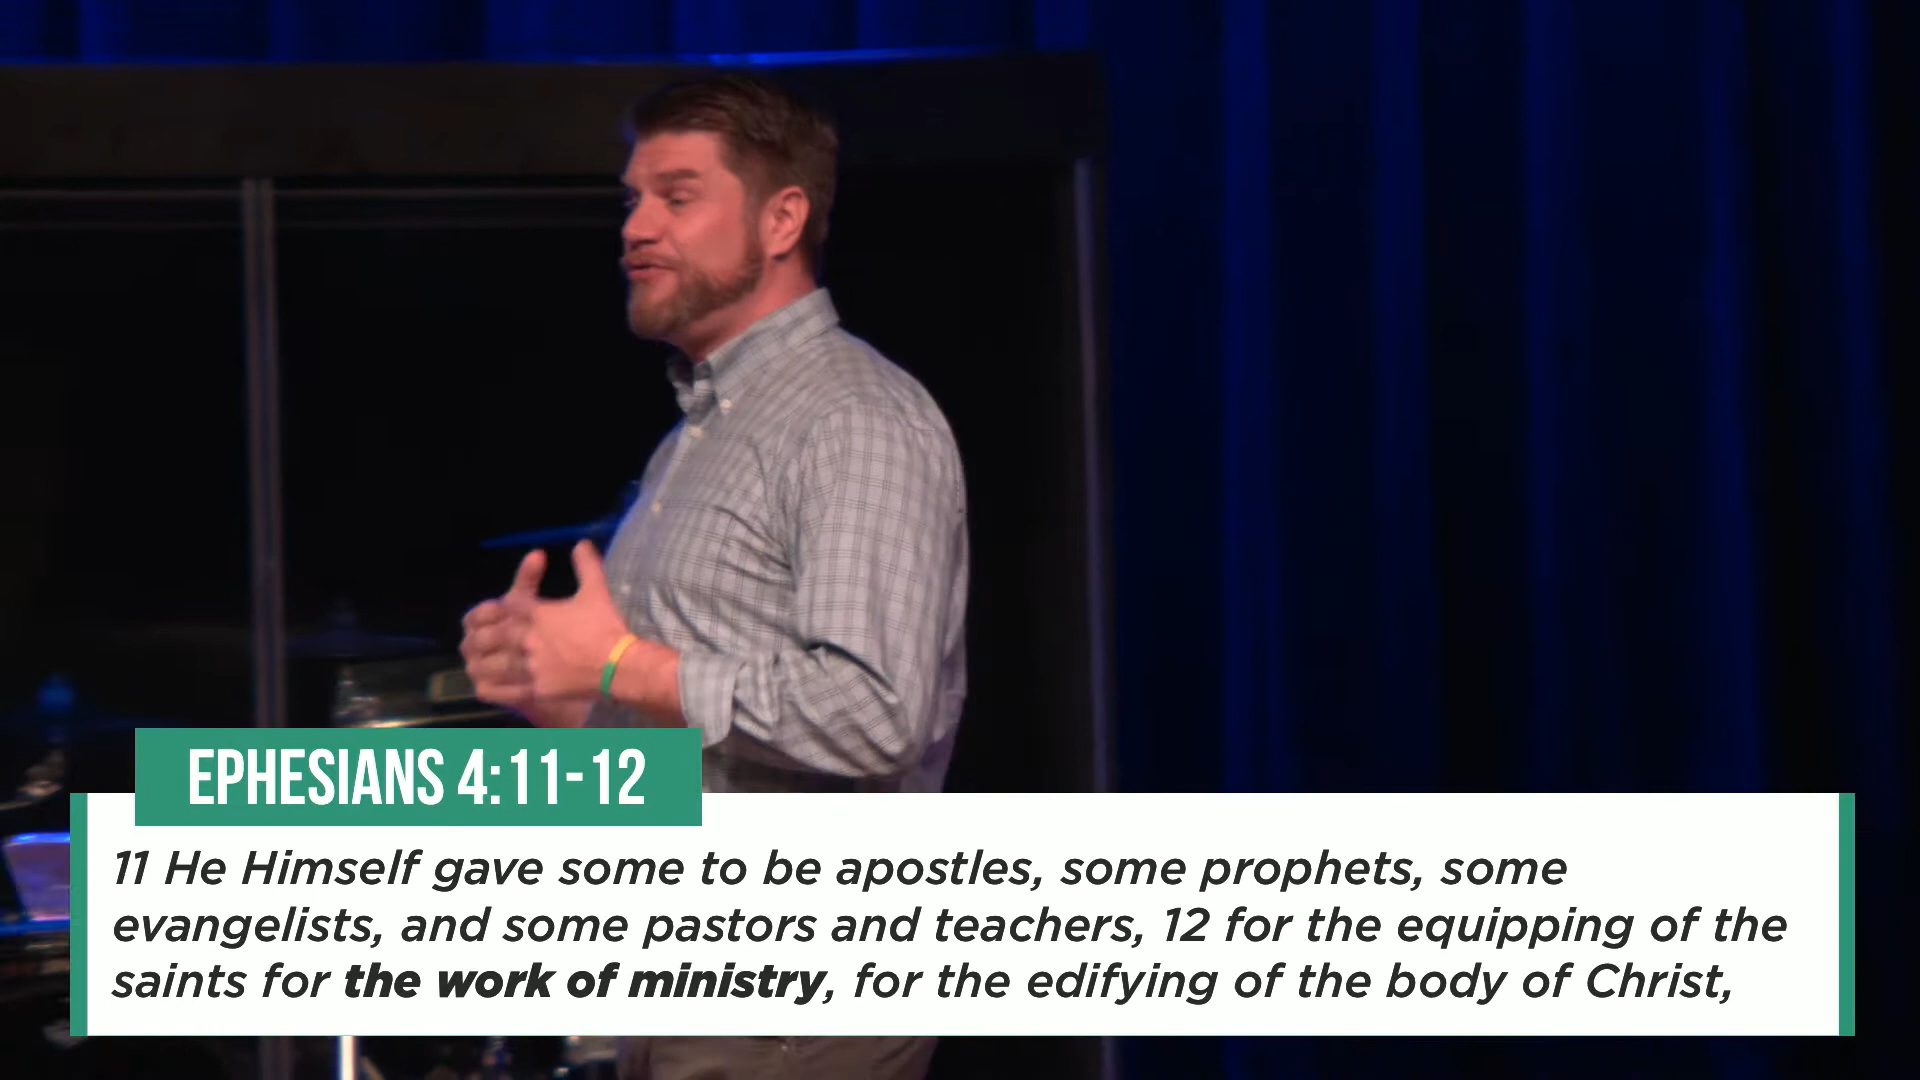 EPHESIANS 4:11-12
11 He Himself gave some to be apostles, some prophets, some
evangelists, and some pastors and teachers, 12 for the equipping of the
saints for the work of ministry, for the edifying of the body of Christ,